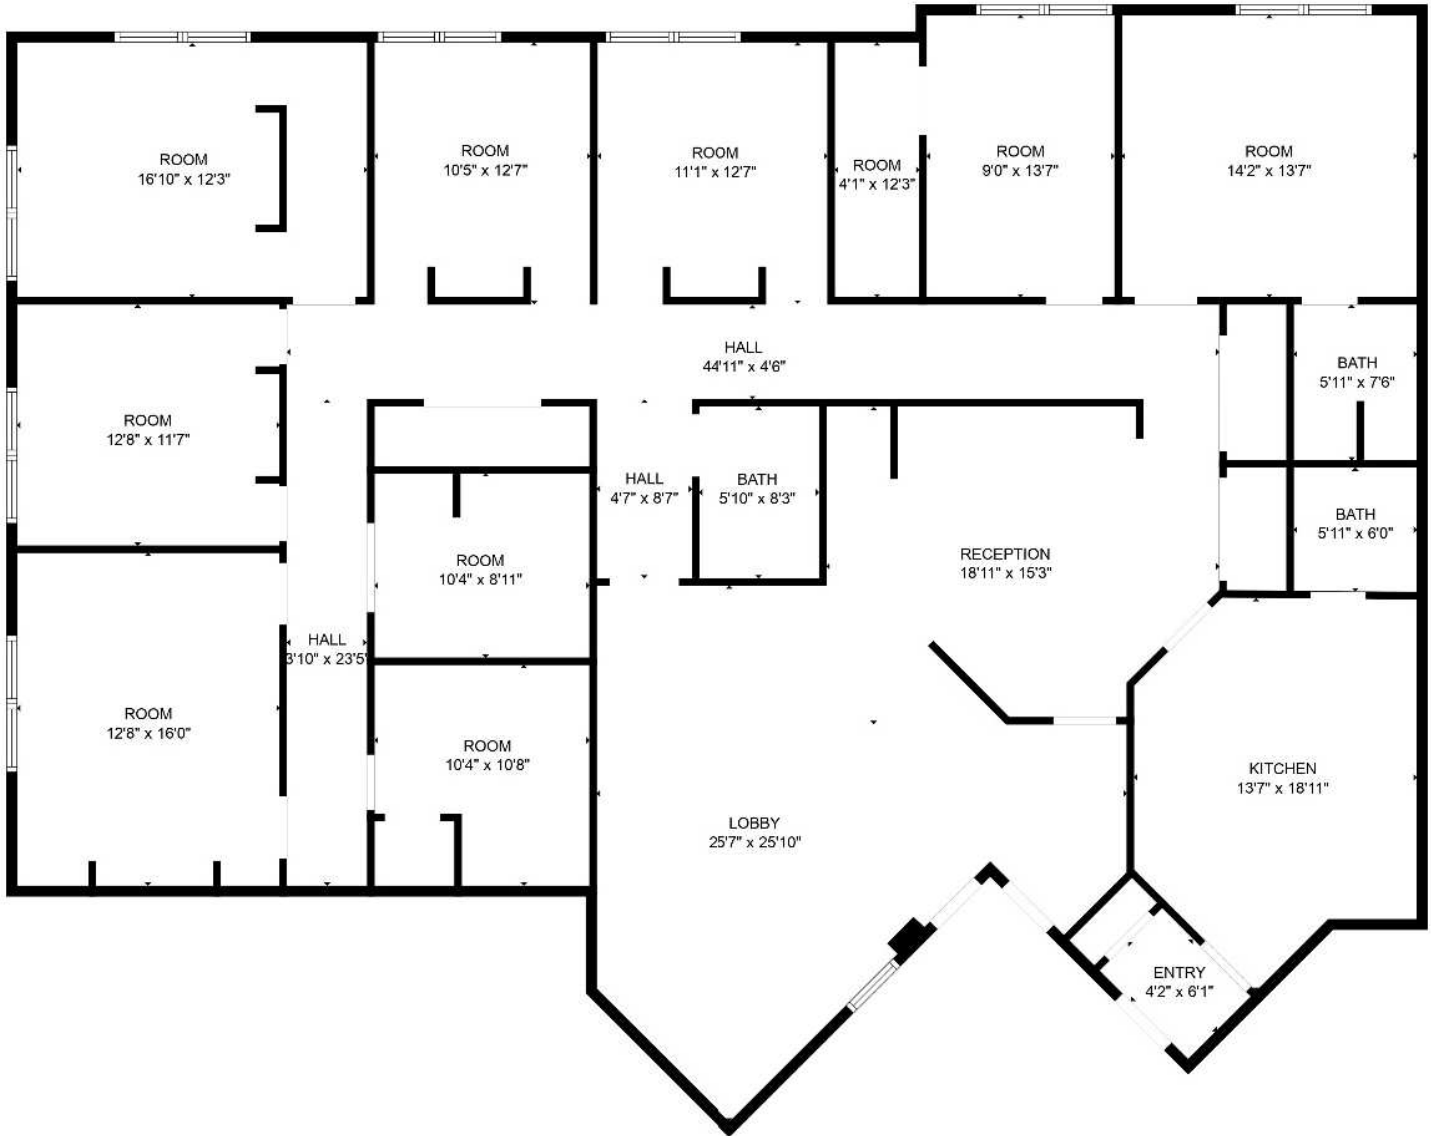 ROOM
16'10" x 12'3"
ROOM
10'5" x 12'7"
ROOM
11'1" x 12'7"
ROOM
4'1" x 12'3"
ROOM
9'0" x 13'7"
ROOM
14'2" x 13'7"
HALL
44'11" x 4'6"
BATH
5'11" x 7'6"
ROOM
12'8" x 11'7"
HALL
4'7" x 8'7"
BATH
5'10" x 8'3"
BATH
5'11" x 6'0"
ROOM
10'4" x 8'11"
RECEPTION
18'11" x 15'3"
HALL
3'10" x 23'5"
ROOM
12'8" x 16'0"
ROOM
10'4" x 10'8"
KITCHEN
13'7" x 18'11"
LOBBY
25'7" x 25'10"
ENTRY
4'2" x 6'1"